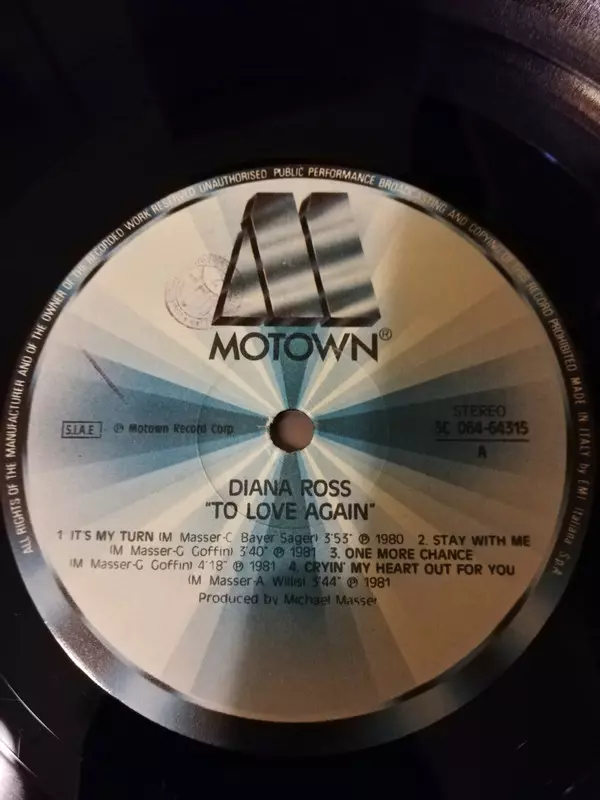 ALL RIGHTS OF THE MANUFACTURER AND OF THE OWNER OF THE RECORDED WORK RESERVED UNAUTHORISED PUBLIC PERFORMANCE BROADCASTING AND COPYING OF THIS RECORD PROHIBITED MADE IN ITALY by EMI Italiana S.p.A.
MOTOWN®
S.I.A.E. ℗ Motown Record Corp
STEREO
3C 064-64315
A
DIANA ROSS
"TO LOVE AGAIN"
1 IT'S MY TURN (M Masser-C Bayer Sager) 3'53" ℗ 1980 2. STAY WITH ME
(M Masser-G Goffin) 3'40" ℗ 1981 3. ONE MORE CHANCE
(M Masser-G Goffin) 4'18" ℗ 1981 4. CRYIN' MY HEART OUT FOR YOU
(M Masser-A Willis) 3'44" ℗ 1981
Produced by Michael Masser